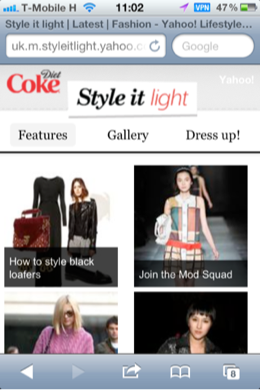 T-Mobile H 11:02 VPN 47%
Style it light | Latest | Fashion - Yahoo! Lifestyle...
uk.m.styleitlight.yahoo.c
Google
Diet
Coke
Style it light
Yahoo!
Features Gallery Dress up!
How to style black
loafers
Join the Mod Squad
8